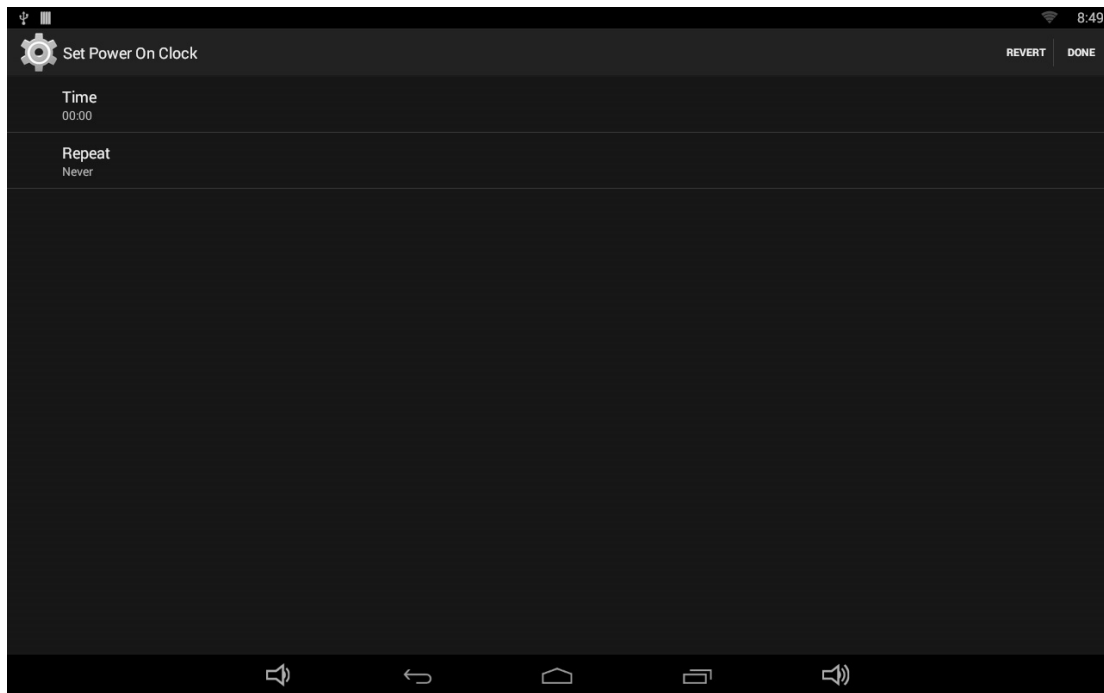 8:49
Set Power On Clock
REVERT
DONE
Time
00:00
Repeat
Never